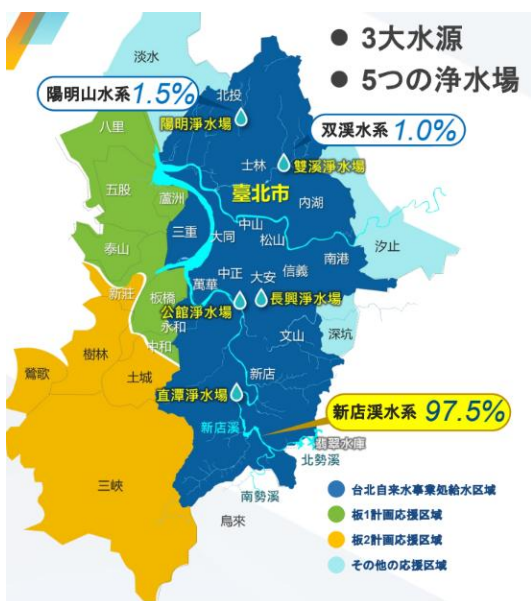 ● 3大水源
● 5つの浄水場
淡水
陽明山水系 1.5%
北投
陽明淨水場
双溪水系 1.0%
八里
士林
雙溪淨水場
臺北市
五股
蘆洲
內湖
三重
大同
中山
松山
汐止
泰山
南港
中正
大安
信義
萬華
新莊
板橋
公館淨水場
長興淨水場
永和
中和
文山
深坑
樹林
鶯歌
土城
新店
直潭淨水場
新店溪
新店溪水系 97.5%
翡翠水庫
北勢溪
三峽
南勢溪
烏來
台北自来水事業処給水区域
板1計画応援区域
板2計画応援区域
その他の応援区域